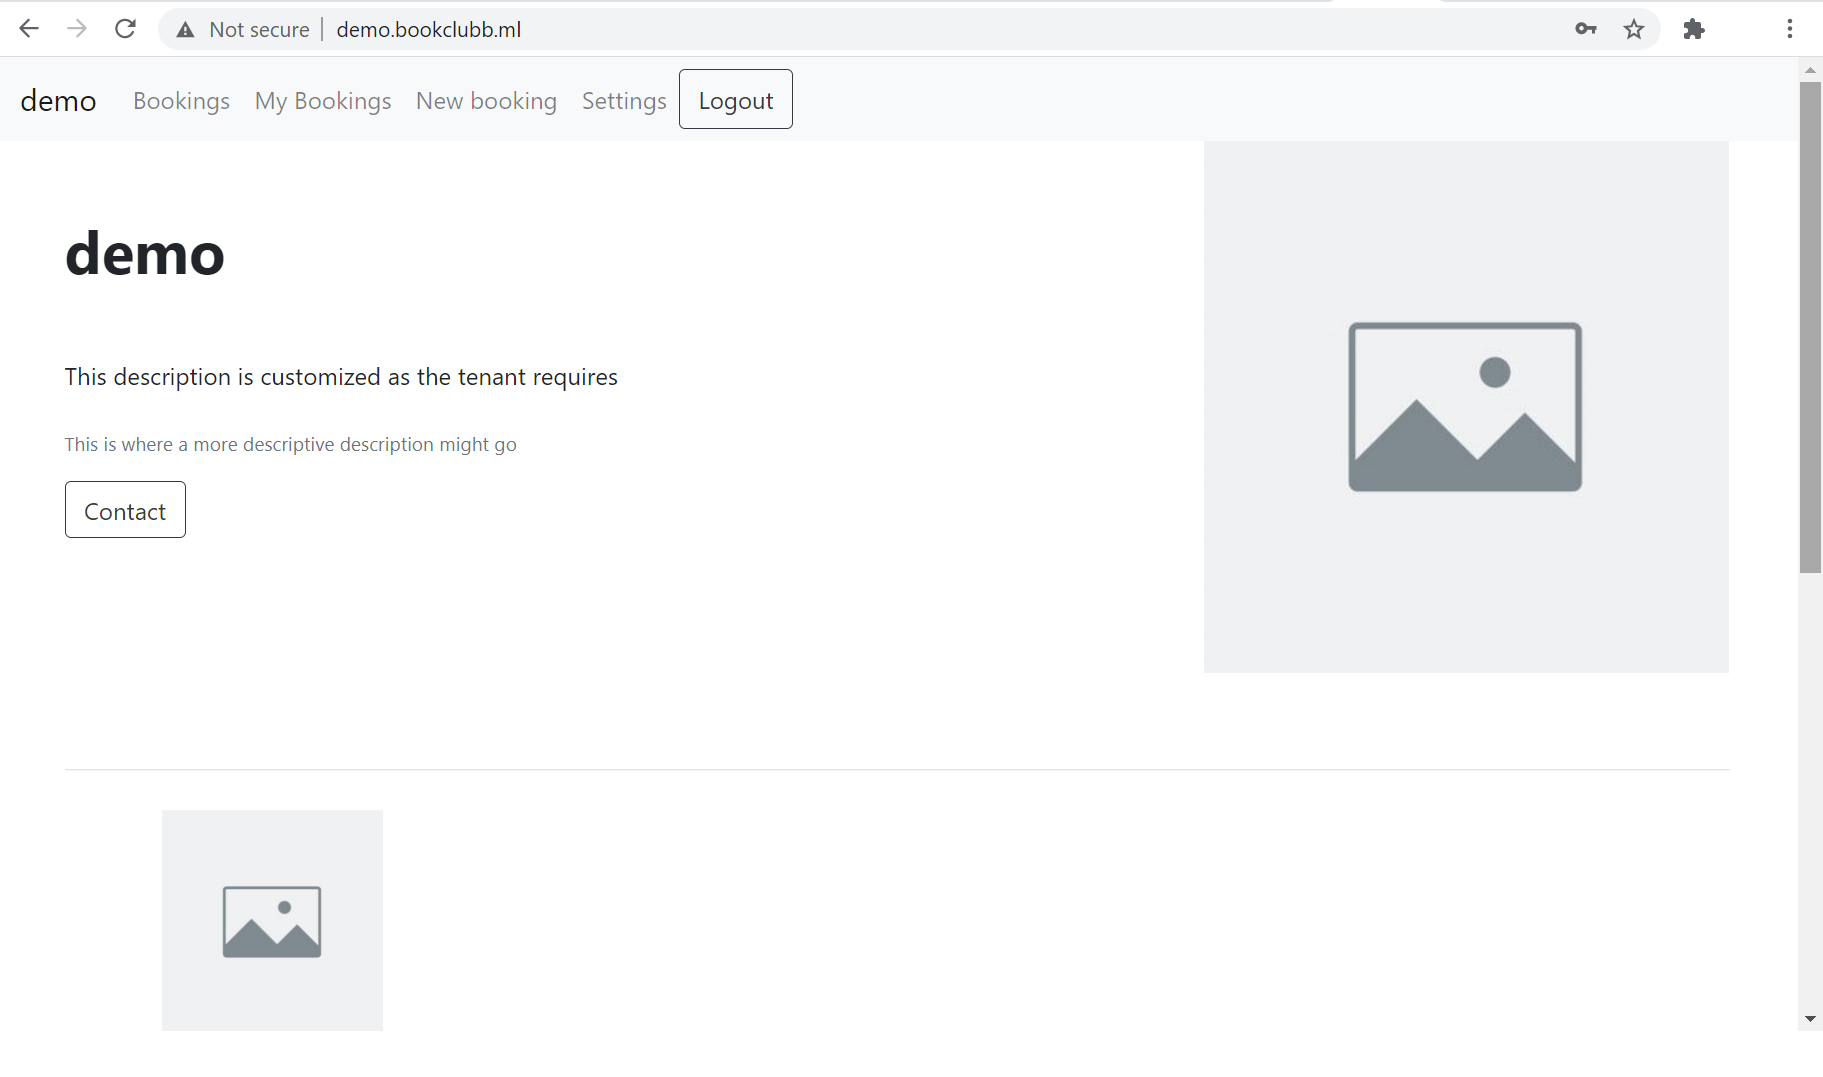 Not secure demo.bookclubb.ml
demo Bookings My Bookings New booking Settings Logout
demo
This description is customized as the tenant requires
This is where a more descriptive description might go
Contact